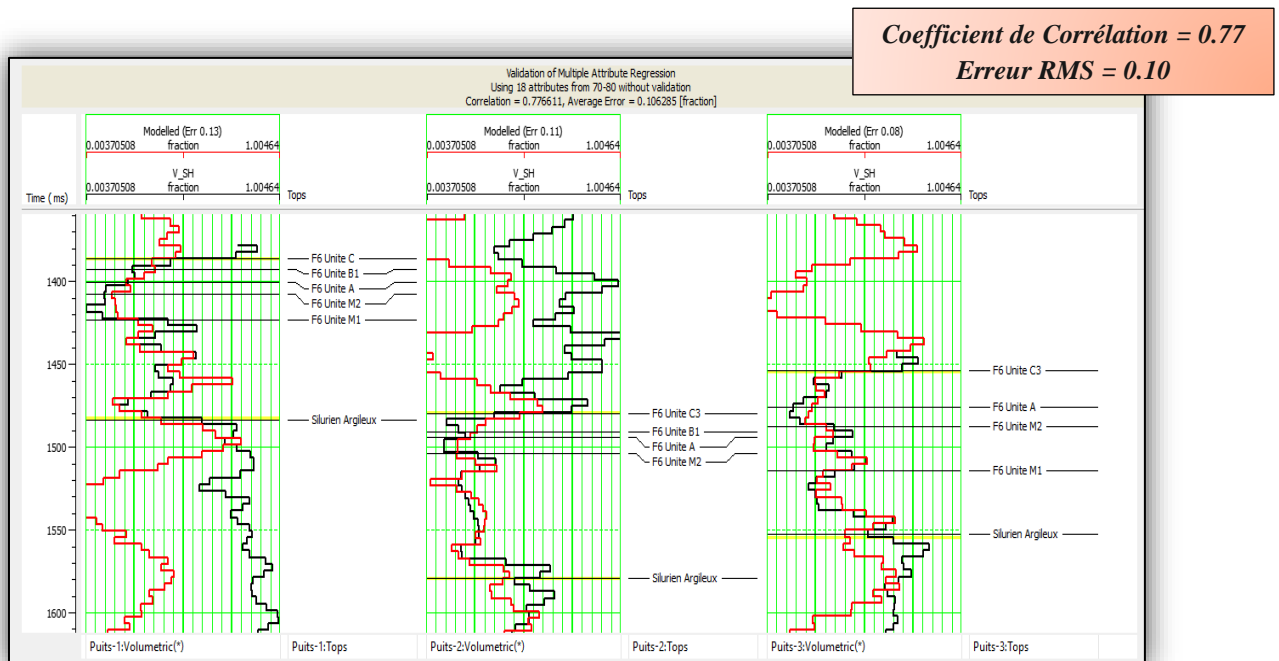 Coefficient de Corrélation = 0.77
Erreur RMS = 0.10
Validation of Multiple Attribute Regression
Using 18 attributes from 70-80 without validation
Correlation = 0.776611, Average Error = 0.106285 [fraction]
Modelled (Err 0.13)
0.00370508 fraction 1.00464
V_SH
0.00370508 fraction 1.00464
Modelled (Err 0.11)
0.00370508 fraction 1.00464
V_SH
0.00370508 fraction 1.00464
Modelled (Err 0.08)
0.00370508 fraction 1.00464
V_SH
0.00370508 fraction 1.00464
Time (ms)
Tops
Tops
Tops
1400
1450
1500
1550
1600
F6 Unite C
F6 Unite B1
F6 Unite A
F6 Unite M2
F6 Unite M1
Silurien Argileux
F6 Unite C3
F6 Unite B1
F6 Unite A
F6 Unite M2
Silurien Argileux
F6 Unite C3
F6 Unite A
F6 Unite M2
F6 Unite M1
Silurien Argileux
Puits-1:Volumetric(*)
Puits-1:Tops
Puits-2:Volumetric(*)
Puits-2:Tops
Puits-3:Volumetric(*)
Puits-3:Tops